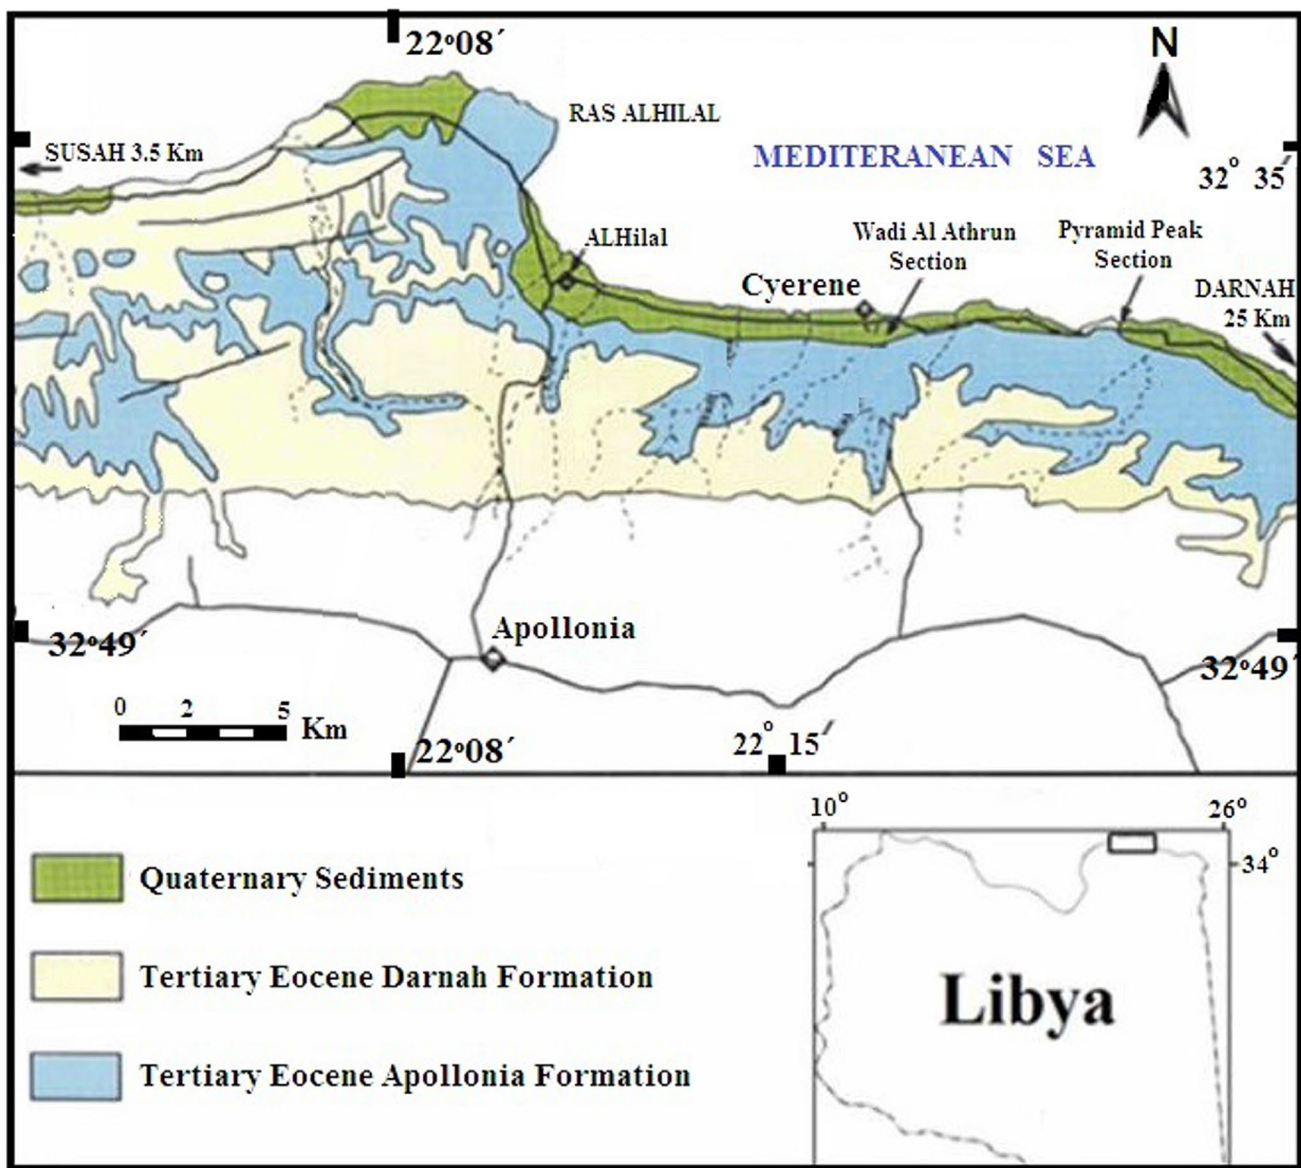 22°08´
N
RAS ALHILAL
SUSAH 3.5 Km
MEDITERANEAN SEA
32° 35´
ALHilal
Wadi Al Athrun
Section
Pyramid Peak
Section
Cyerene
DARNAH
25 Km
Apollonia
32°49´
32°49´
0 2 5 Km
22°08´
22° 15´
10°
26°
34°
Quaternary Sediments
Tertiary Eocene Darnah Formation
Libya
Tertiary Eocene Apollonia Formation